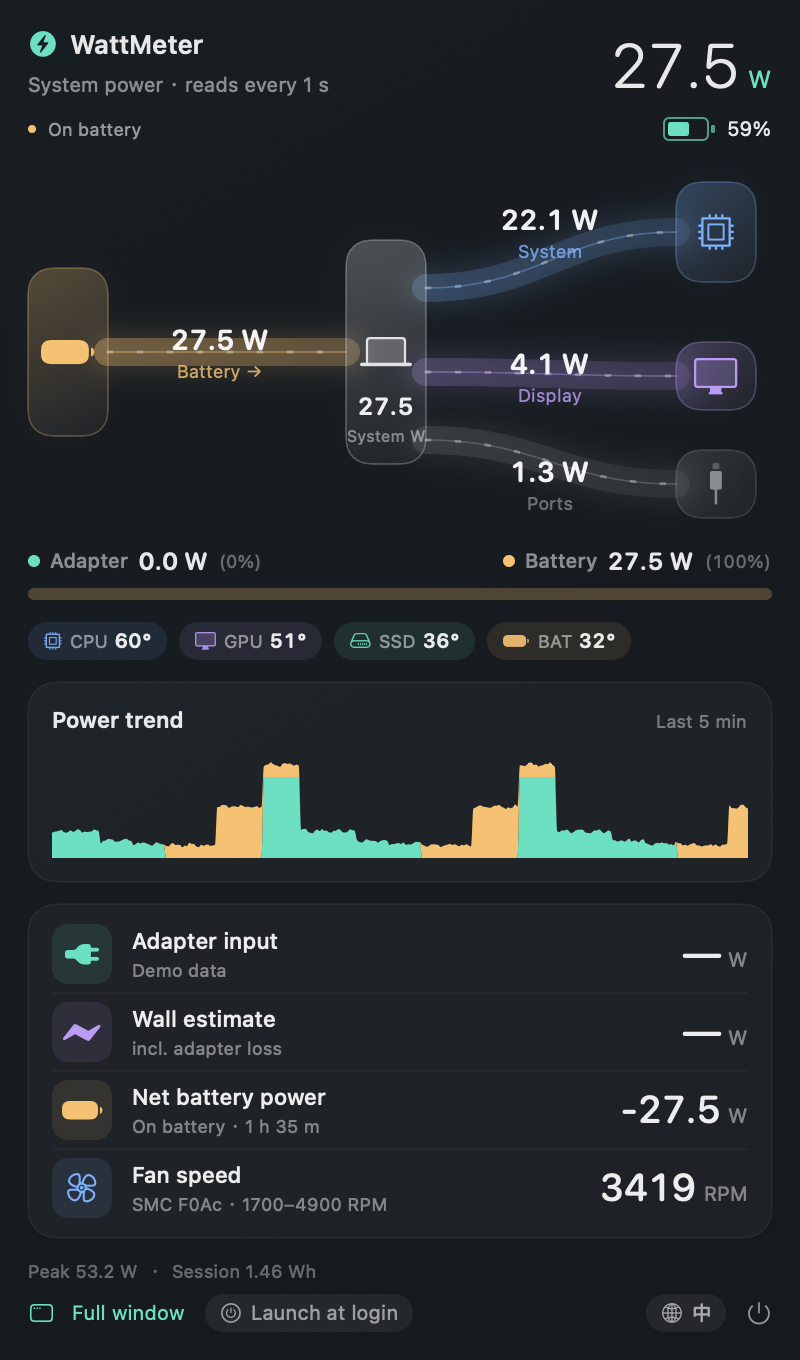 WattMeter
27.5 W
System power · reads every 1 s
On battery
59%
22.1 W
System
27.5 W
Battery →
4.1 W
Display
27.5
System W
1.3 W
Ports
Adapter 0.0 W (0%)
Battery 27.5 W (100%)
CPU 60° GPU 51° SSD 36° BAT 32°
Power trend
Last 5 min
Adapter input
Demo data
— W
Wall estimate
incl. adapter loss
— W
Net battery power
On battery · 1 h 35 m
-27.5 W
Fan speed
SMC F0Ac · 1700–4900 RPM
3419 RPM
Peak 53.2 W · Session 1.46 Wh
Full window
Launch at login
中